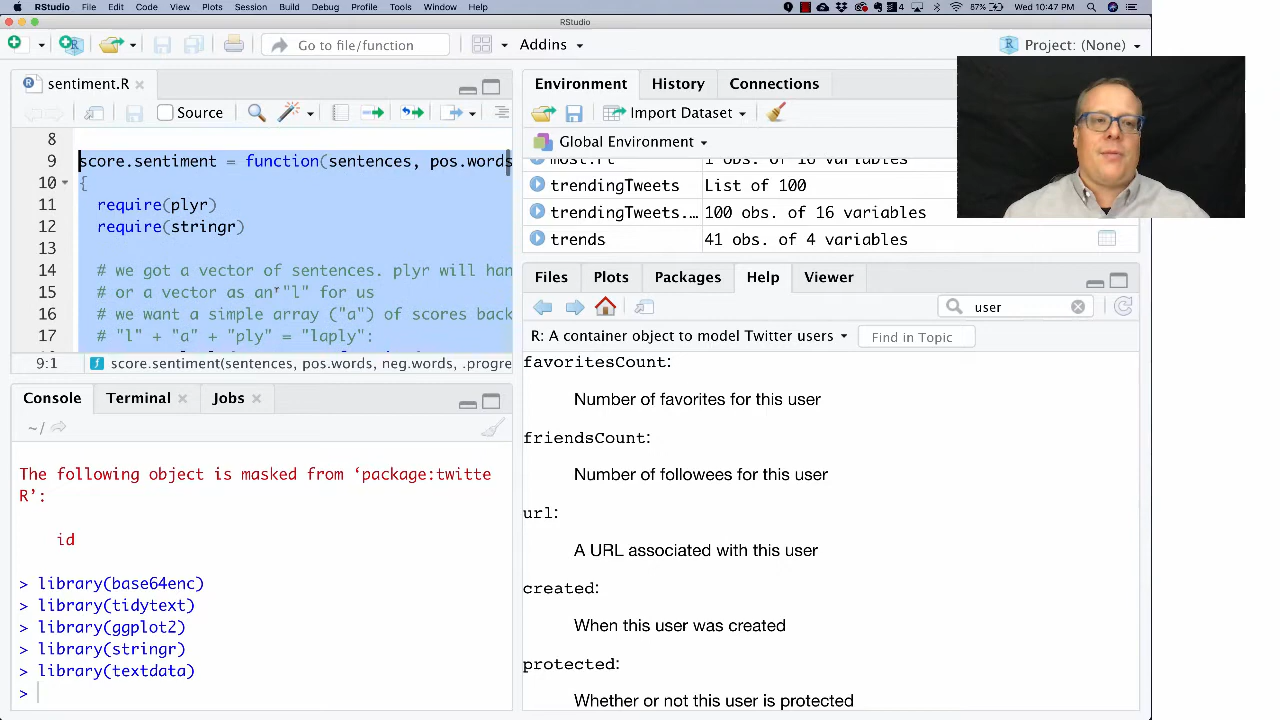 RStudio File Edit Code View Plots Session Build Debug Profile Tools Window Help
4 87% Wed 10:47 PM
RStudio
Go to file/function
Addins
Project: (None)
sentiment.R
Source
8
9 score.sentiment = function(sentences, pos.words
10 {
11 require(plyr)
12 require(stringr)
13
14 # we got a vector of sentences. plyr will han
15 # or a vector as an "l" for us
16 # we want a simple array ("a") of scores back
17 # "l" + "a" + "ply" = "laply":
9:1 score.sentiment(sentences, pos.words, neg.words, .progre
Console Terminal Jobs
~/
The following object is masked from ‘package:twitte
R’:
id
> library(base64enc)
> library(tidytext)
> library(ggplot2)
> library(stringr)
> library(textdata)
>
Environment History Connections
Import Dataset
Global Environment
most.rt 1 obs. of 16 variables
trendingTweets List of 100
trendingTweets.… 100 obs. of 16 variables
trends 41 obs. of 4 variables
Files Plots Packages Help Viewer
user
R: A container object to model Twitter users Find in Topic
favoritesCount:
Number of favorites for this user
friendsCount:
Number of followees for this user
url:
A URL associated with this user
created:
When this user was created
protected:
Whether or not this user is protected